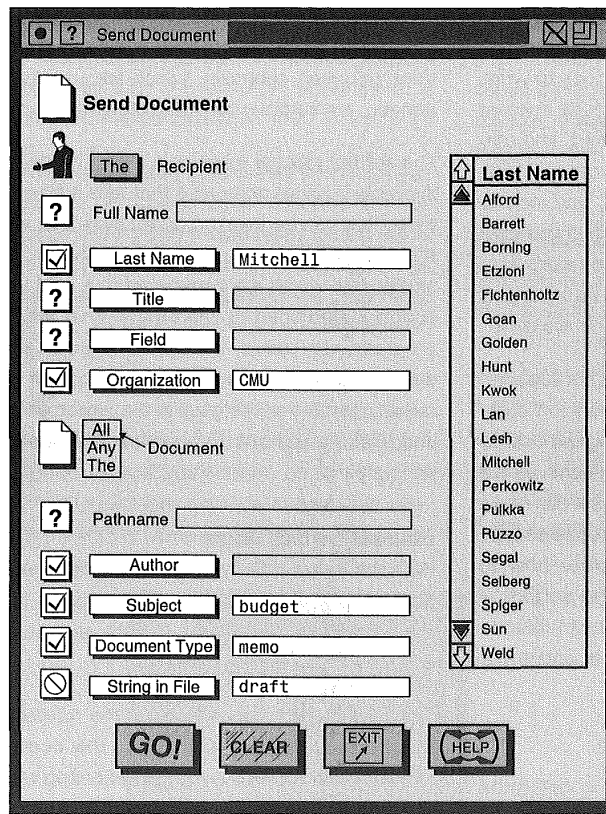 ? Send Document
Send Document
The Recipient
? Full Name
Last Name Mitchell
? Title
? Field
Organization CMU
All
Any
The
Document
? Pathname
Author
Subject budget
Document Type memo
String in File draft
GO! CLEAR EXIT HELP
Last Name
Alford
Barrett
Borning
Etzioni
Fichtenholtz
Goan
Golden
Hunt
Kwok
Lan
Lesh
Mitchell
Perkowitz
Pulkka
Ruzzo
Segal
Selberg
Spiger
Sun
Weld